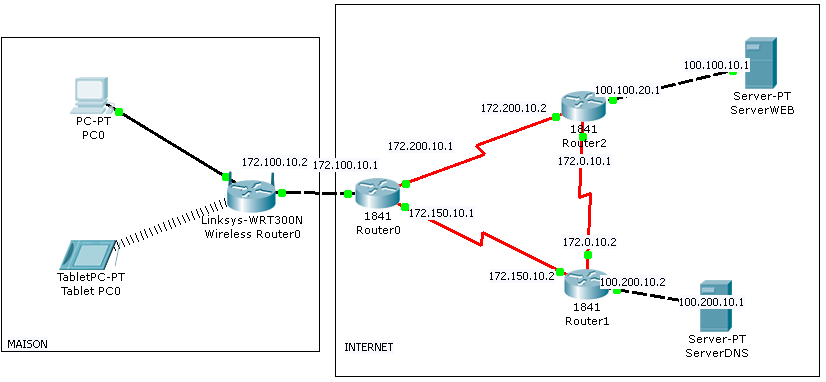 PC-PT
PC0
TabletPC-PT
Tablet PC0
172.100.10.2
Linksys-WRT300N
Wireless Router0
MAISON
172.100.10.1
1841
Router0
172.200.10.1
172.150.10.1
172.200.10.2
100.100.20.1
1841
Router2
172.0.10.1
100.100.10.1
Server-PT
ServerWEB
172.0.10.2
172.150.10.2
100.200.10.2
1841
Router1
100.200.10.1
Server-PT
ServerDNS
INTERNET